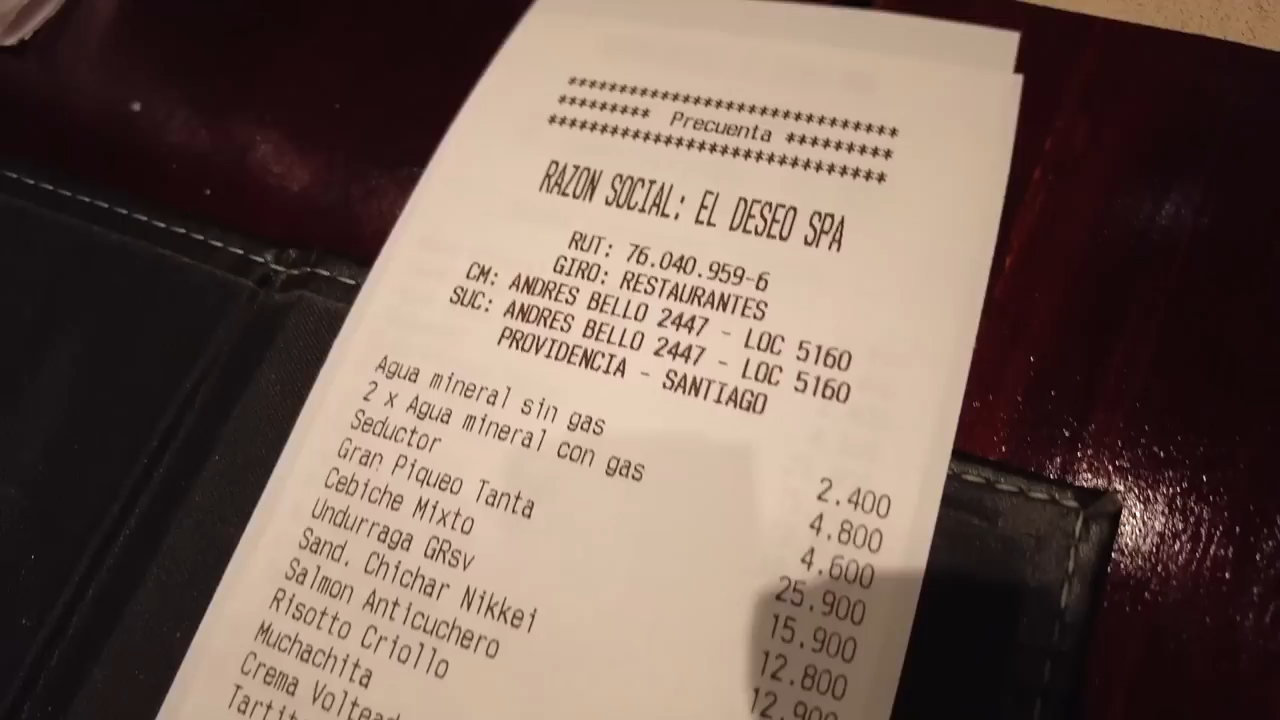 ******************************
********* Precuenta *********
******************************
RAZON SOCIAL: EL DESEO SPA
RUT: 76.040.959-6
GIRO: RESTAURANTES
CM: ANDRES BELLO 2447 - LOC 5160
SUC: ANDRES BELLO 2447 - LOC 5160
PROVIDENCIA - SANTIAGO
Agua mineral sin gas 2.400
2 x Agua mineral con gas 4.800
Seductor 4.600
Gran Piqueo Tanta 25.900
Cebiche Mixto 15.900
Undurraga GRsv 12.800
Sand. Chichar Nikkei 12.900
Salmon Anticuchero
Risotto Criollo
Muchachita
Crema